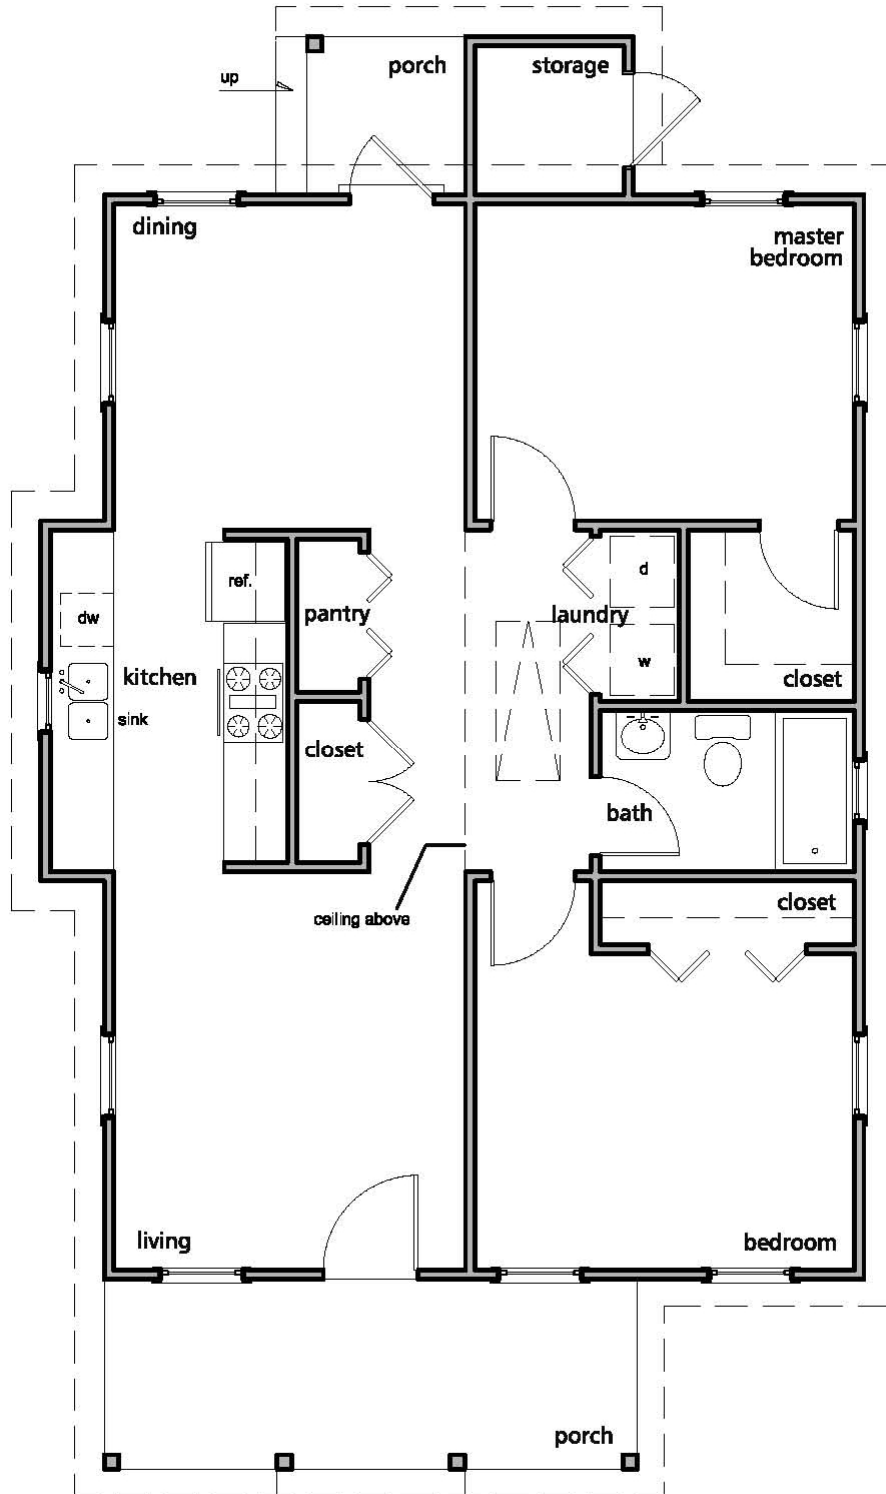 porch
storage
up
dining
master
bedroom
ref.
d
dw
pantry
laundry
w
kitchen
closet
sink
closet
bath
closet
ceiling above
living
bedroom
porch